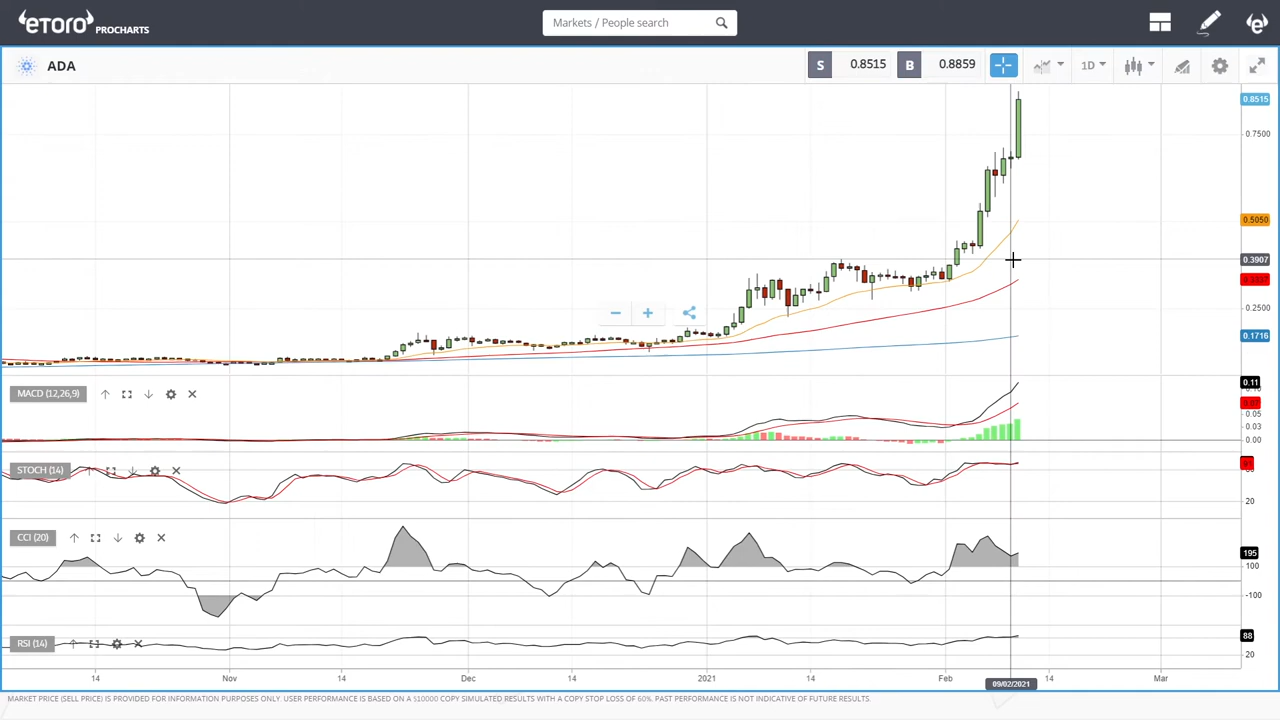 eToro PROCHARTS
Markets / People search
ADA
S 0.8515 B 0.8859 1D
0.8515
0.7500
0.5050
0.3907
0.2500
0.1716
MACD (12,26,9)
0.11
0.07
0.05
0.03
0.00
STOCH (14)
20
CCI (20)
195
100
-100
RSI (14)
88
20
14 Nov 14 Dec 14 2021 14 Feb 14 Mar
09/02/2021
MARKET PRICE (SELL PRICE) IS PROVIDED FOR INFORMATION PURPOSES ONLY. USER PERFORMANCE IS BASED ON A $10000 COPY SIMULATED RESULTS WITH A COPY STOP LOSS OF 60%. PAST PERFORMANCE IS NOT INDICATIVE OF FUTURE RESULTS.